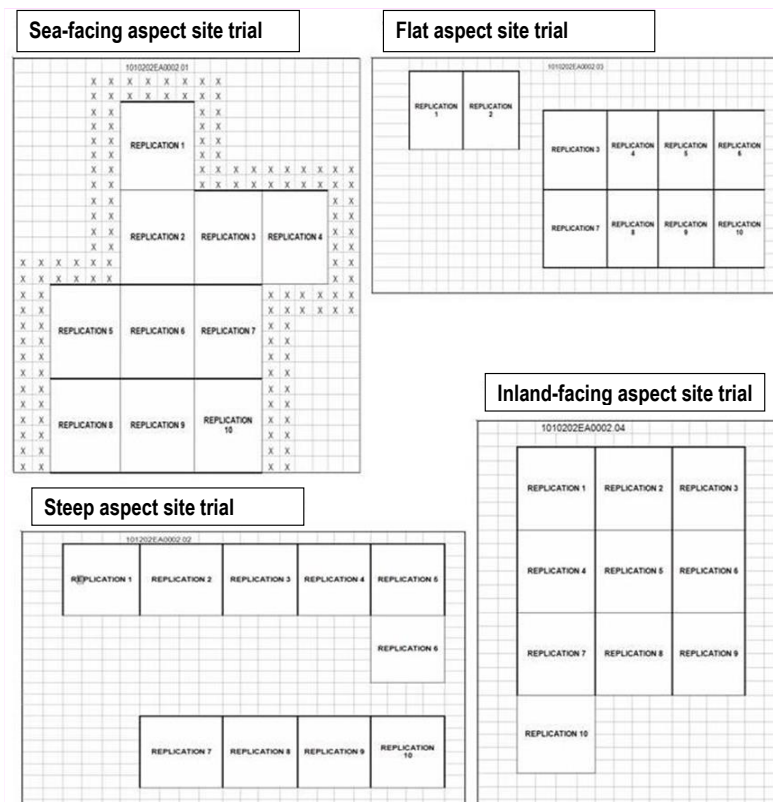 Sea-facing aspect site trial
1010202EA0002.01
X X X X X X X X
X X X X X X X X
X X X X
X X X X
X X X X
REPLICATION 1
X X X X
X X X X X X X X X X X X
X X X X X X X X X X X X
X X X X
REPLICATION 2 REPLICATION 3 REPLICATION 4
X X X X X X X X
X X X X X X X X
X X X X X X X X
X X X X X X X X
REPLICATION 5 REPLICATION 6 REPLICATION 7
X X X X
X X X X
REPLICATION 8 REPLICATION 9 REPLICATION 10
X X X X
X X X X
Flat aspect site trial
1010202EA0002.03
REPLICATION 1
REPLICATION 2
REPLICATION 3
REPLICATION 4
REPLICATION 5
REPLICATION 6
REPLICATION 7
REPLICATION 8
REPLICATION 9
REPLICATION 10
Inland-facing aspect site trial
1010202EA0002.04
REPLICATION 1 REPLICATION 2 REPLICATION 3
REPLICATION 4 REPLICATION 5 REPLICATION 6
REPLICATION 7 REPLICATION 8 REPLICATION 9
REPLICATION 10
Steep aspect site trial
101202EA0002.02
REPLICATION 1 REPLICATION 2 REPLICATION 3 REPLICATION 4 REPLICATION 5
REPLICATION 6
REPLICATION 7 REPLICATION 8 REPLICATION 9 REPLICATION 10